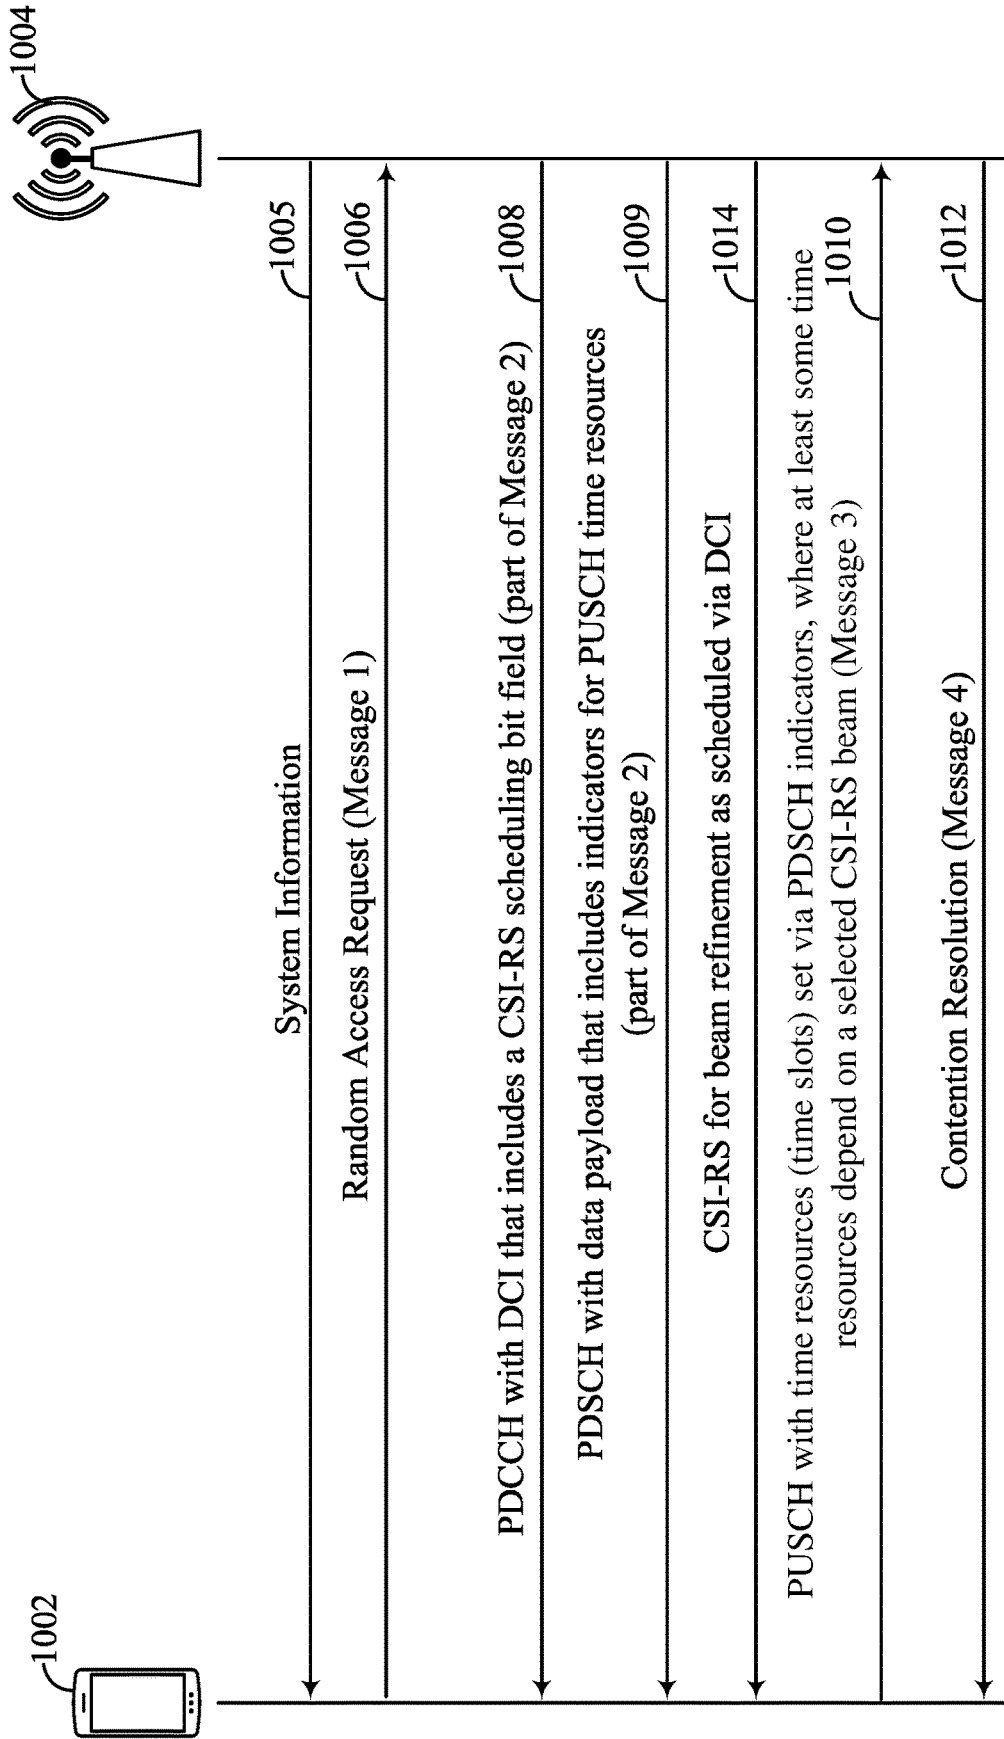 1002
1004
System Information
1005
Random Access Request (Message 1)
1006
PDCCH with DCI that includes a CSI-RS scheduling bit field (part of Message 2)
1008
PDSCH with data payload that includes indicators for PUSCH time resources
(part of Message 2)
1009
CSI-RS for beam refinement as scheduled via DCI
1014
PUSCH with time resources (time slots) set via PDSCH indicators, where at least some time
resources depend on a selected CSI-RS beam (Message 3)
1010
Contention Resolution (Message 4)
1012